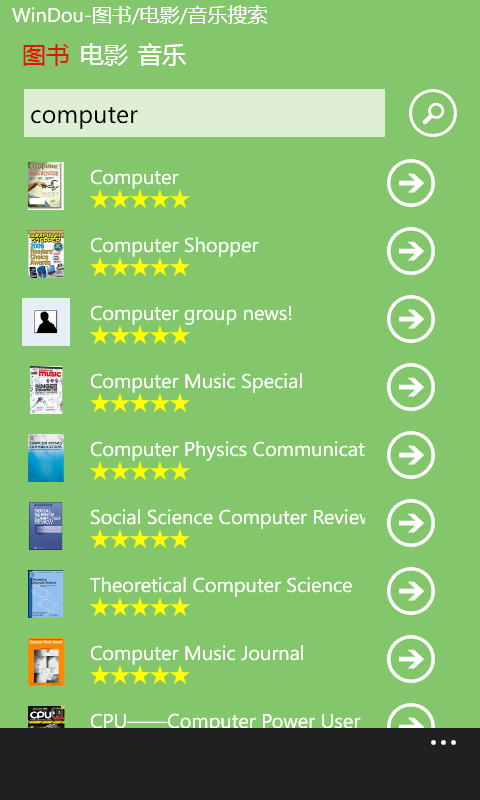 WinDou-图书/电影/音乐搜索
图书 电影 音乐
computer
Computer
★★★★★
Computer Shopper
★★★★★
Computer group news!
★★★★★
Computer Music Special
★★★★★
Computer Physics Communicat
★★★★★
Social Science Computer Review
★★★★★
Theoretical Computer Science
★★★★★
Computer Music Journal
★★★★★
CPU
CPU——Computer Power User